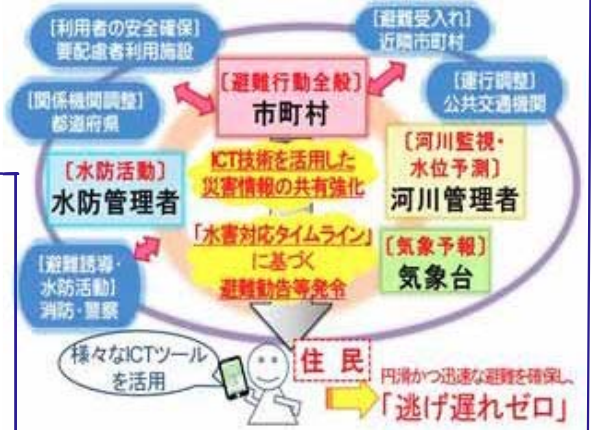 ［利用者の安全確保］
要配慮者利用施設
［避難受入れ］
近隣市町村
［関係機関調整］
都道府県
［避難行動全般］
市町村
［運行調整］
公共交通機関
［水防活動］
水防管理者
ICT技術を活用した
災害情報の共有強化
［河川監視・
水位予測］
河川管理者
「水害対応タイムライン」
に基づく
避難勧告等発令
［気象予報］
気象台
［避難誘導・
水防活動］
消防・警察
様々なICTツール
を活用
住民
円滑かつ迅速な避難を確保し、
「逃げ遅れゼロ」